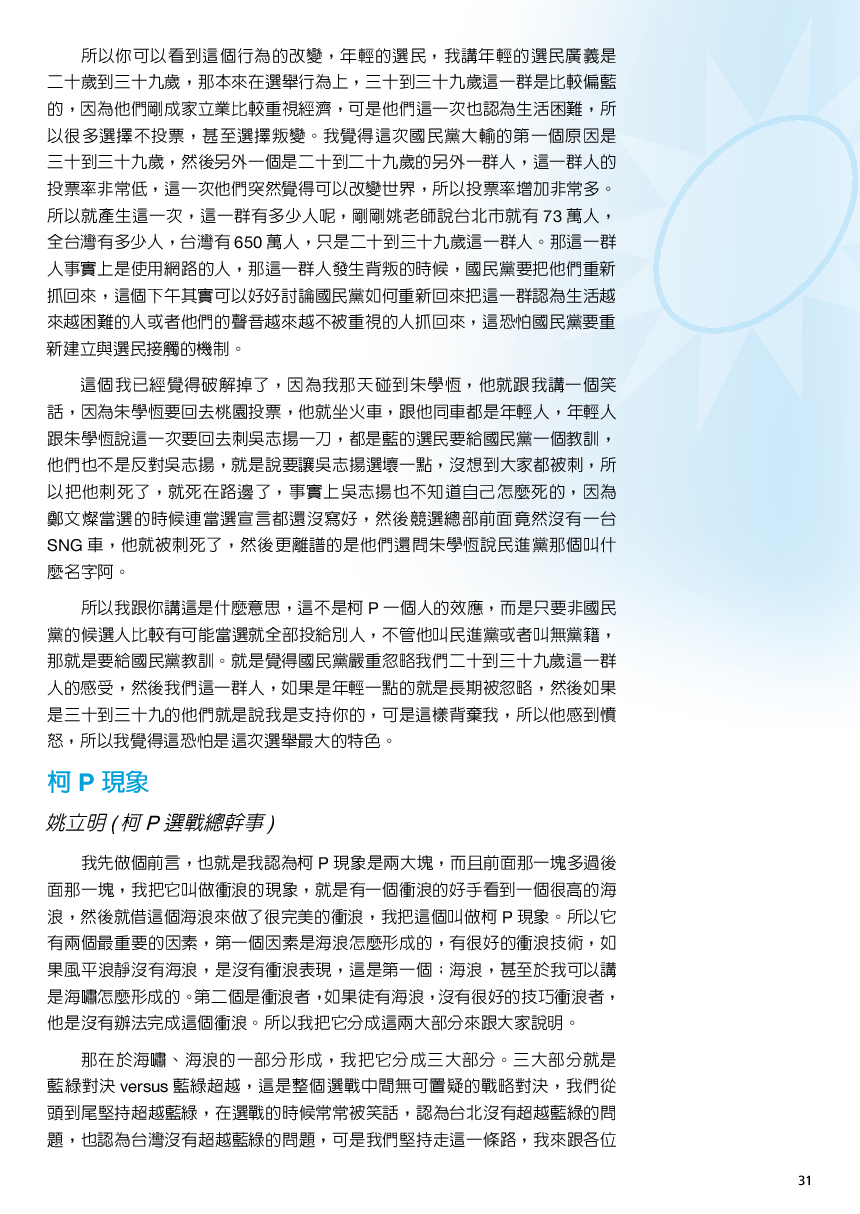 所以你可以看到這個行為的改變，年輕的選民，我講年輕的選民廣義是
二十歲到三十九歲，那本來在選舉行為上，三十到三十九歲這一群是比較偏藍
的，因為他們剛成家立業比較重視經濟，可是他們這一次也認為生活困難，所
以很多選擇不投票，甚至選擇叛變。我覺得這次國民黨大輸的第一個原因是
三十到三十九歲，然後另外一個是二十到二十九歲的另外一群人，這一群人的
投票率非常低，這一次他們突然覺得可以改變世界，所以投票率增加非常多。
所以就產生這一次，這一群有多少人呢，剛剛姚老師說台北市就有 73 萬人，
全台灣有多少人，台灣有 650 萬人，只是二十到三十九歲這一群人。那這一群
人事實上是使用網路的人，那這一群人發生背叛的時候，國民黨要把他們重新
抓回來，這個下午其實可以好好討論國民黨如何重新回來把這一群認為生活越
來越困難的人或者他們的聲音越來越不被重視的人抓回來，這恐怕國民黨要重
新建立與選民接觸的機制。
這個我已經覺得破解掉了，因為我那天碰到朱學恆，他就跟我講一個笑
話，因為朱學恆要回去桃園投票，他就坐火車，跟他同車都是年輕人，年輕人
跟朱學恆說這一次要回去刺吳志揚一刀，都是藍的選民要給國民黨一個教訓，
他們也不是反對吳志揚，就是說要讓吳志揚選壞一點，沒想到大家都被刺，所
以把他刺死了，就死在路邊了，事實上吳志揚也不知道自己怎麼死的，因為
鄭文燦當選的時候連當選宣言都還沒寫好，然後競選總部前面竟然沒有一台
SNG 車，他就被刺死了，然後更離譜的是他們還問朱學恆說民進黨那個叫什
麼名字阿。
所以我跟你講這是什麼意思，這不是柯 P 一個人的效應，而是只要非國民
黨的候選人比較有可能當選就全部投給別人，不管他叫民進黨或者叫無黨籍，
那就是要給國民黨教訓。就是覺得國民黨嚴重忽略我們二十到三十九歲這一群
人的感受，然後我們這一群人，如果是年輕一點的就是長期被忽略，然後如果
是三十到三十九的他們就是說我是支持你的，可是這樣背棄我，所以他感到憤
怒，所以我覺得這恐怕是這次選舉最大的特色。
柯 P 現象
姚立明 ( 柯 P 選戰總幹事 )
我先做個前言，也就是我認為柯 P 現象是兩大塊，而且前面那一塊多過後
面那一塊，我把它叫做衝浪的現象，就是有一個衝浪的好手看到一個很高的海
浪，然後就借這個海浪來做了很完美的衝浪，我把這個叫做柯 P 現象。所以它
有兩個最重要的因素，第一個因素是海浪怎麼形成的，有很好的衝浪技術，如
果風平浪靜沒有海浪，是沒有衝浪表現，這是第一個；海浪，甚至於我可以講
是海嘯怎麼形成的。第二個是衝浪者，如果徒有海浪，沒有很好的技巧衝浪者，
他是沒有辦法完成這個衝浪。所以我把它分成這兩大部分來跟大家說明。
那在於海嘯、海浪的一部分形成，我把它分成三大部分。三大部分就是
藍綠對決 versus 藍綠超越，這是整個選戰中間無可置疑的戰略對決，我們從
頭到尾堅持超越藍綠，在選戰的時候常常被笑話，認為台北沒有超越藍綠的問
題，也認為台灣沒有超越藍綠的問題，可是我們堅持走這一條路，我來跟各位
31